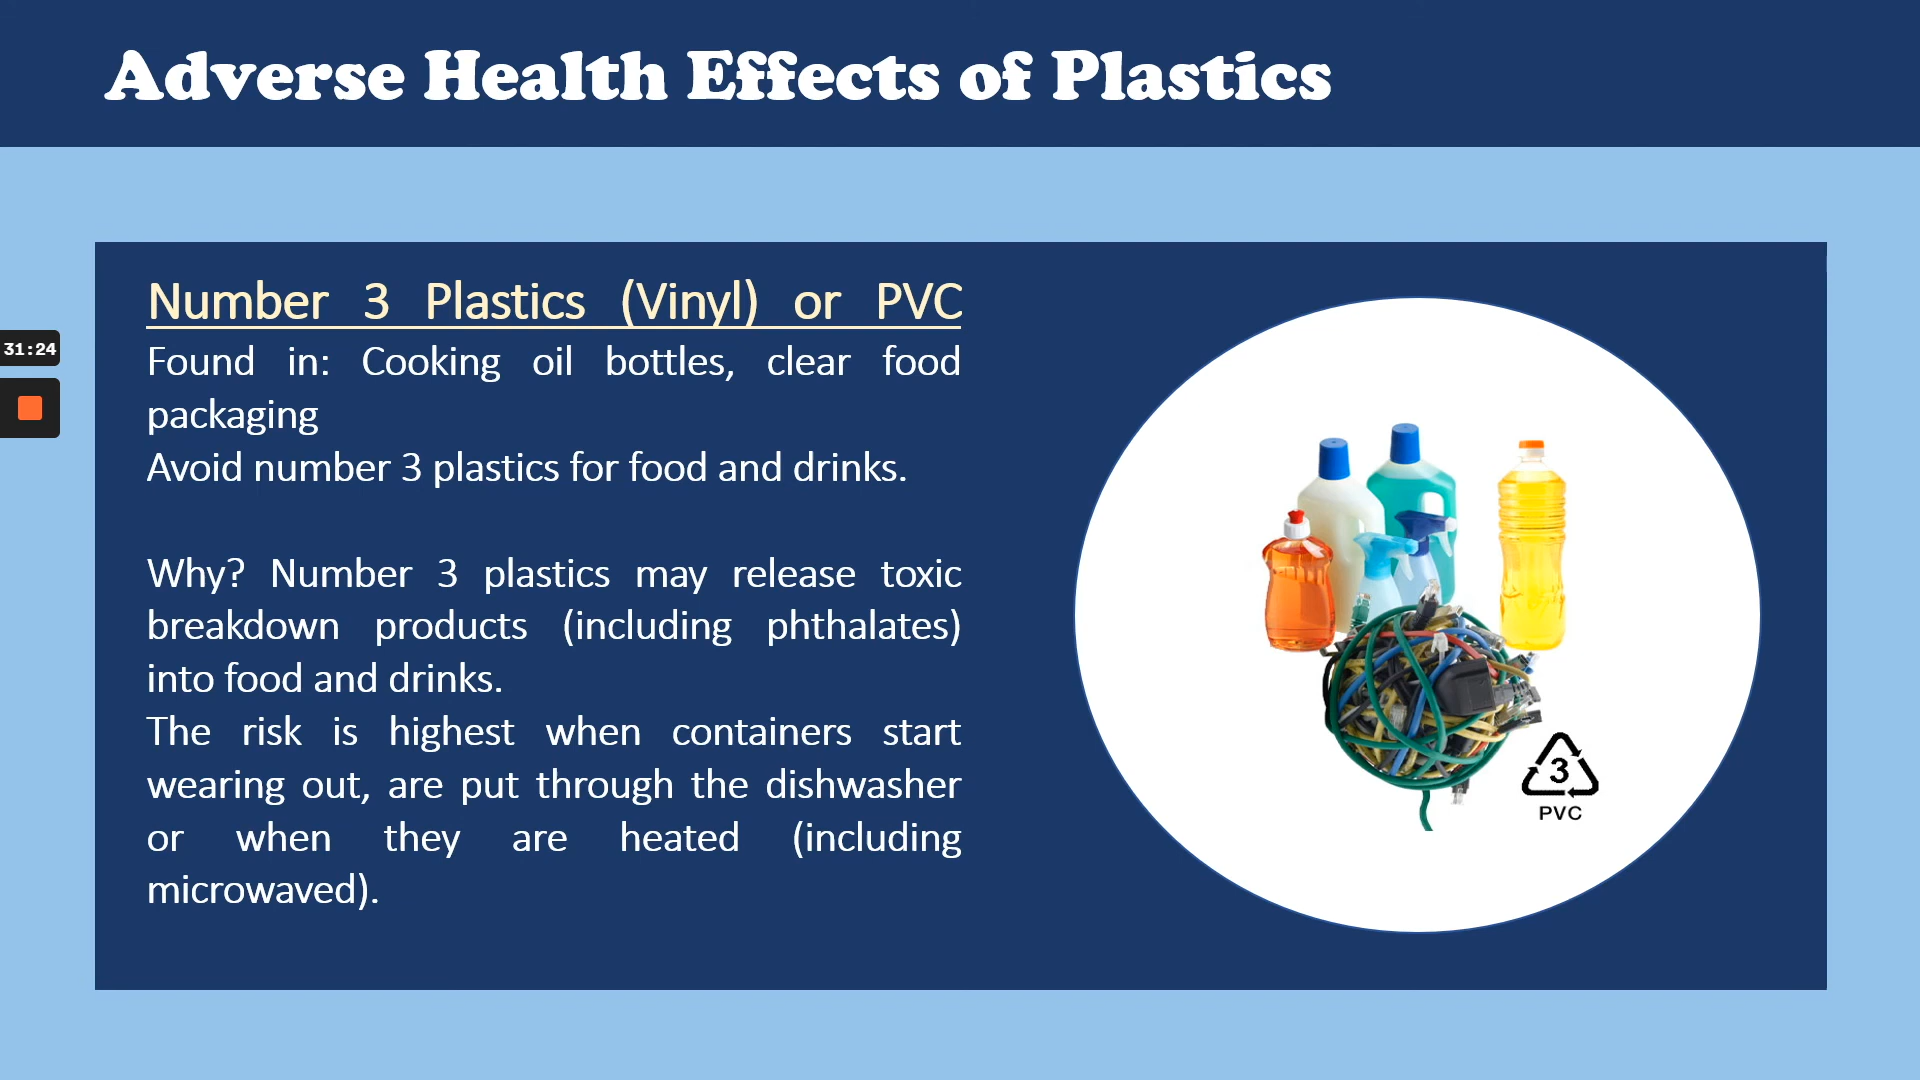 Adverse Health Effects of Plastics
Number 3 Plastics (Vinyl) or PVC
Found in: Cooking oil bottles, clear food
packaging
Avoid number 3 plastics for food and drinks.
Why? Number 3 plastics may release toxic
breakdown products (including phthalates)
into food and drinks.
The risk is highest when containers start
wearing out, are put through the dishwasher
or when they are heated (including
microwaved).
31:24
3
PVC